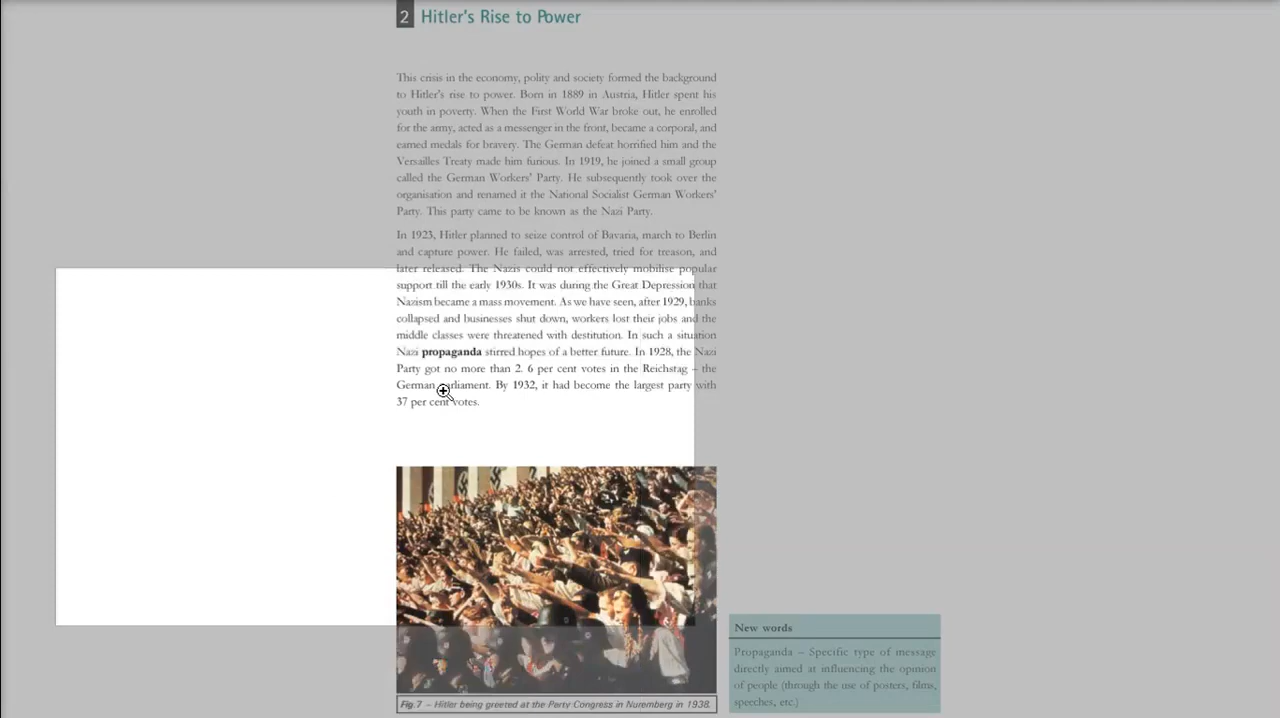 2 Hitler's Rise to Power
This crisis in the economy, polity and society formed the background
to Hitler's rise to power. Born in 1889 in Austria, Hitler spent his
youth in poverty. When the First World War broke out, he enrolled
for the army, acted as a messenger in the front, became a corporal, and
earned medals for bravery. The German defeat horrified him and the
Versailles Treaty made him furious. In 1919, he joined a small group
called the German Workers' Party. He subsequently took over the
organisation and renamed it the National Socialist German Workers'
Party. This party came to be known as the Nazi Party.
In 1923, Hitler planned to seize control of Bavaria, march to Berlin
and capture power. He failed, was arrested, tried for treason, and
later released. The Nazis could not effectively mobilise popular
support till the early 1930s. It was during the Great Depression that
Nazism became a mass movement. As we have seen, after 1929, banks
collapsed and businesses shut down, workers lost their jobs and the
middle classes were threatened with destitution. In such a situation
Nazi propaganda stirred hopes of a better future. In 1928, the Nazi
Party got no more than 2. 6 per cent votes in the Reichstag – the
German parliament. By 1932, it had become the largest party with
37 per cent votes.
Fig.7 – Hitler being greeted at the Party Congress in Nuremberg in 1938.
New words
Propaganda – Specific type of message
directly aimed at influencing the opinion
of people (through the use of posters, films,
speeches, etc.)